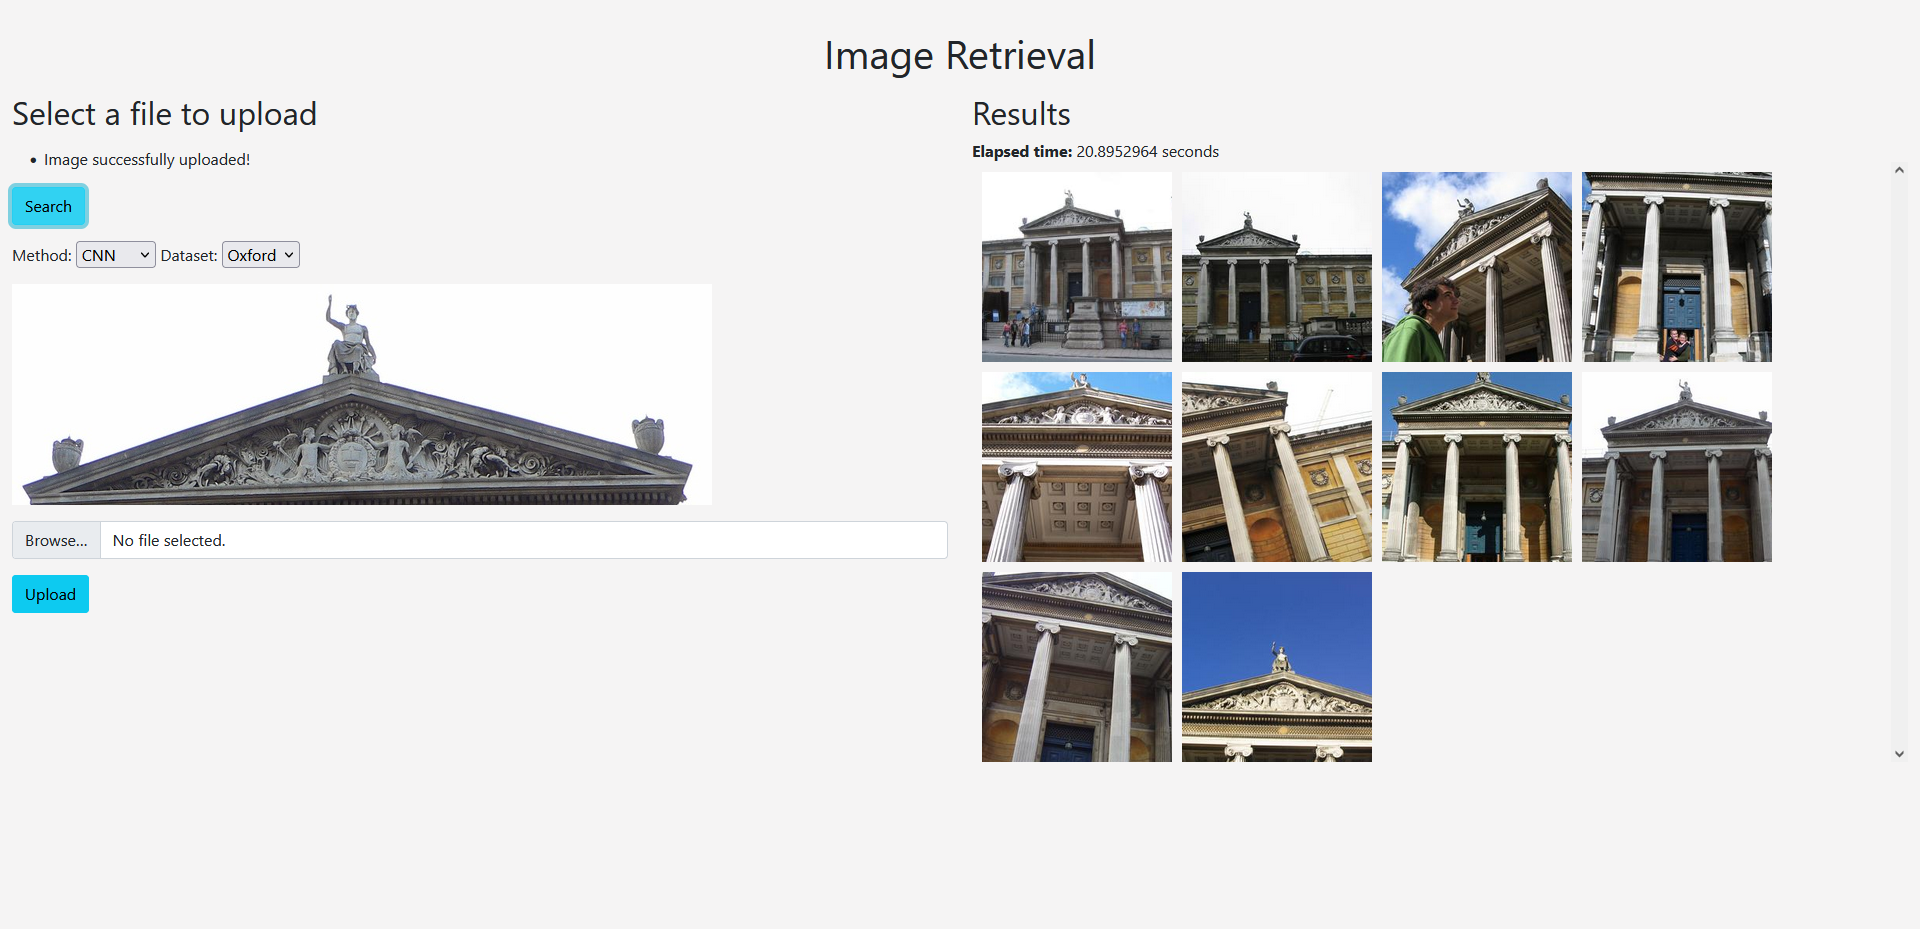 Image Retrieval
Select a file to upload
Image successfully uploaded!
Search
Method: CNN Dataset: Oxford
Browse... No file selected.
Upload
Results
Elapsed time: 20.8952964 seconds